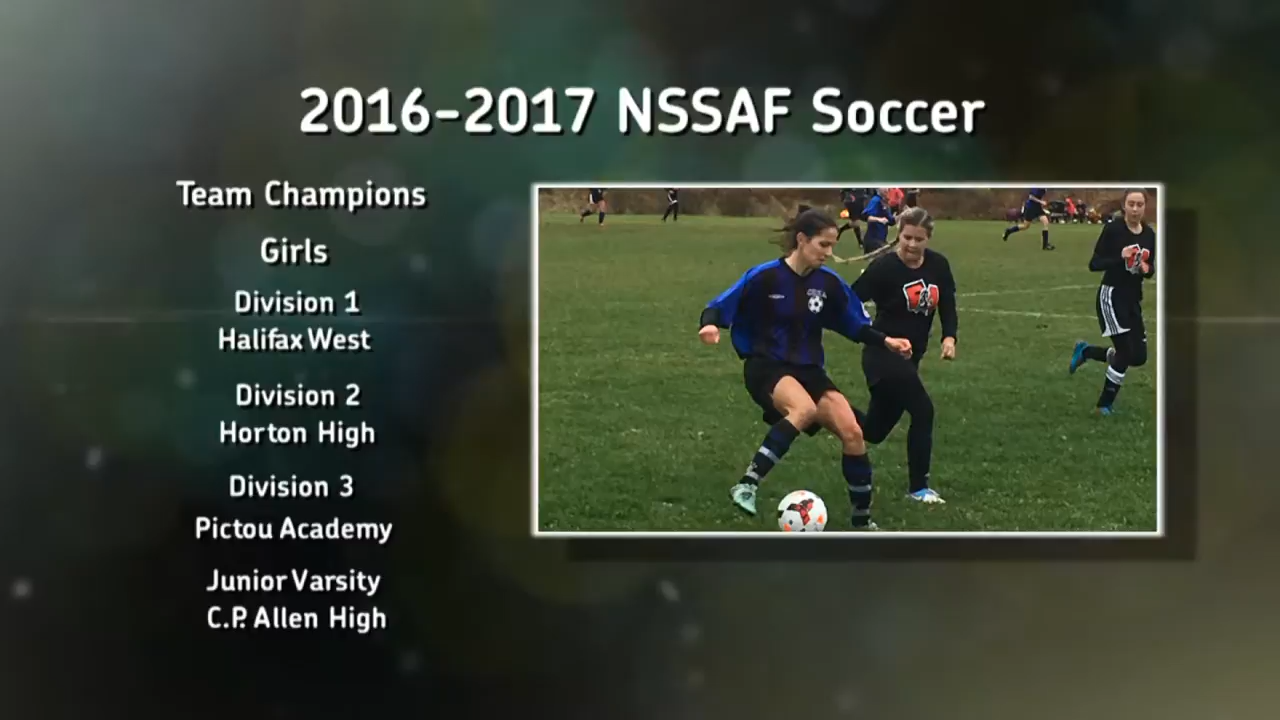 2016-2017 NSSAF Soccer
Team Champions
Girls
Division 1
Halifax West
Division 2
Horton High
Division 3
Pictou Academy
Junior Varsity
C.P. Allen High